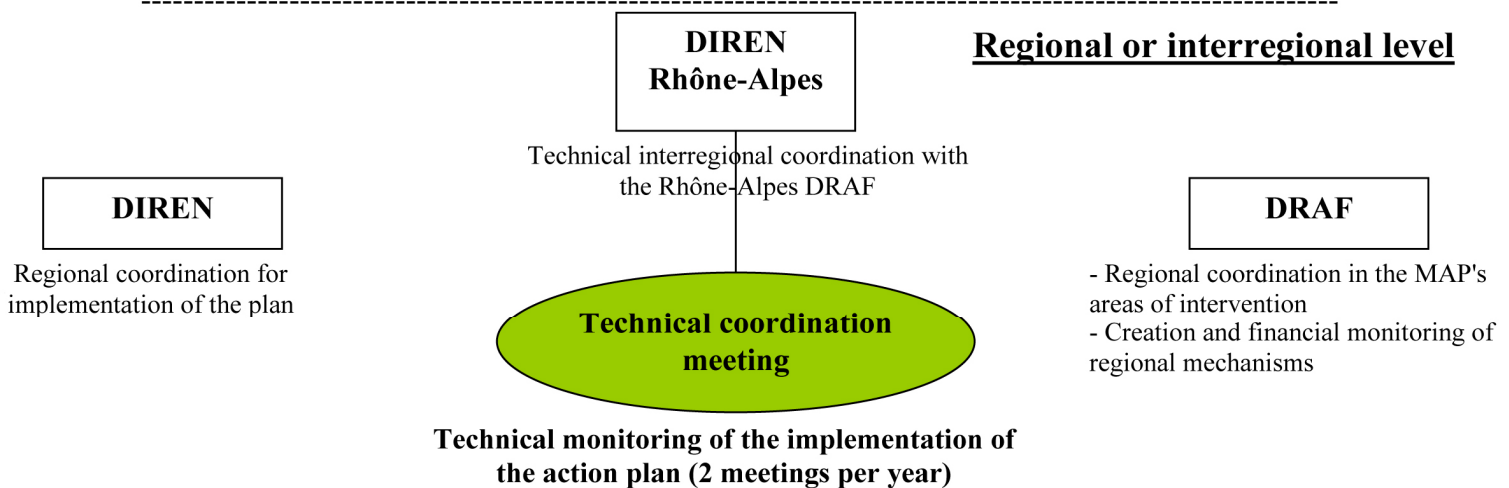 Regional or interregional level
DIREN
Rhône-Alpes
Technical interregional coordination with
the Rhône-Alpes DRAF
DIREN
Regional coordination for
implementation of the plan
DRAF
- Regional coordination in the MAP's
areas of intervention
- Creation and financial monitoring of
regional mechanisms
Technical coordination
meeting
Technical monitoring of the implementation of
the action plan (2 meetings per year)